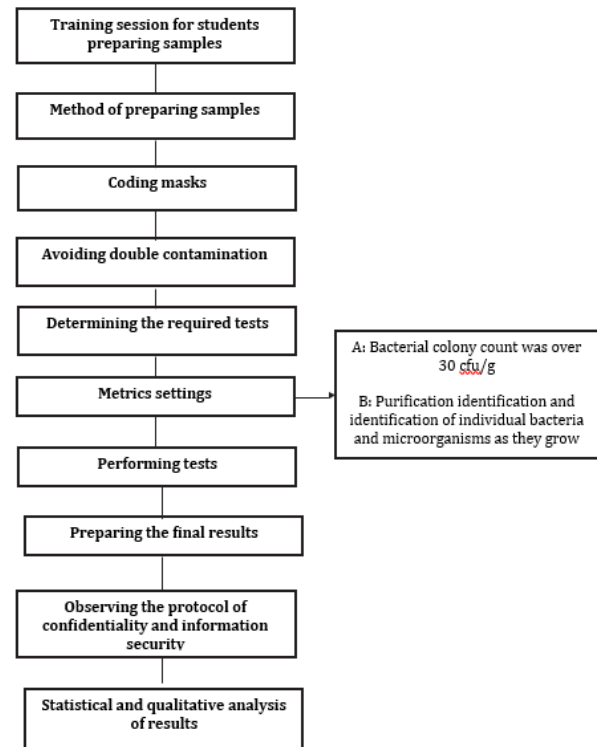 Training session for students
preparing samples
Method of preparing samples
Coding masks
Avoiding double contamination
Determining the required tests
Metrics settings
A: Bacterial colony count was over
30 cfu/g
B: Purification identification and
identification of individual bacteria
and microorganisms as they grow
Performing tests
Preparing the final results
Observing the protocol of
confidentiality and information
security
Statistical and qualitative analysis
of results